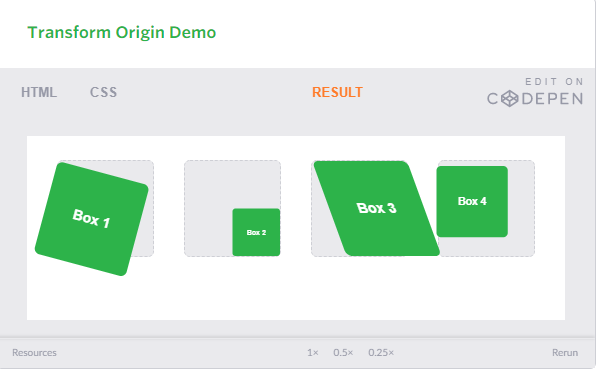 Transform Origin Demo
HTML CSS RESULT EDIT ON
CODEPEN
Box 1 Box 2 Box 3 Box 4
Resources 1× 0.5× 0.25× Rerun